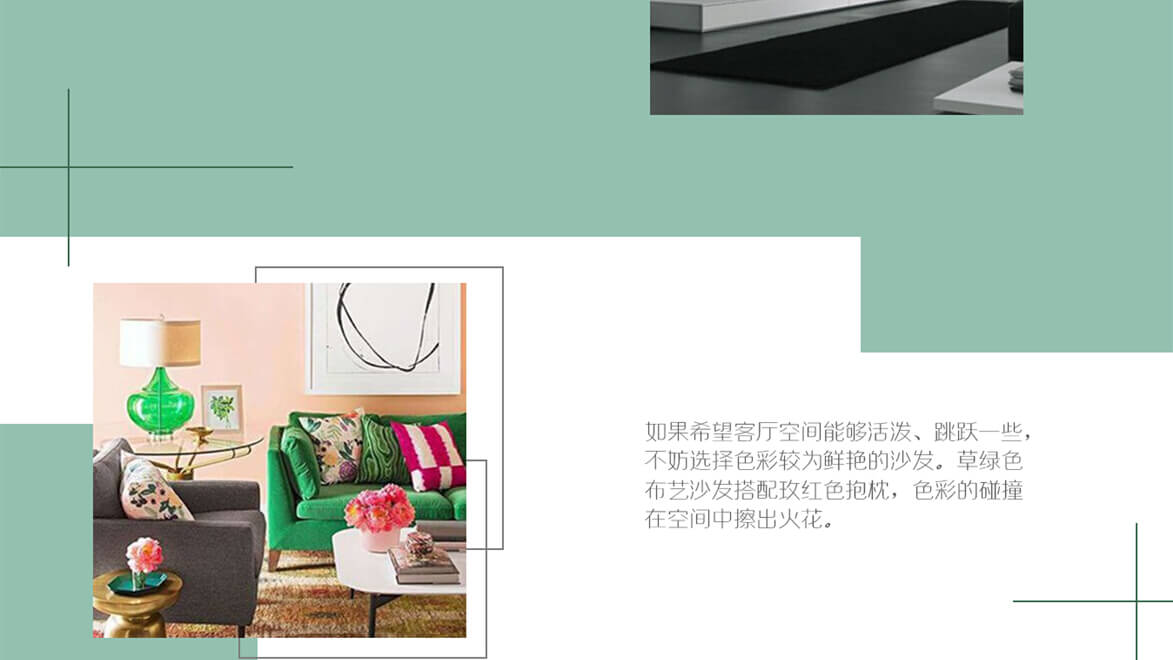 如果希望客厅空间能够活泼、跳跃一些，
不妨选择色彩较为鲜艳的沙发。草绿色
布艺沙发搭配玫红色抱枕，色彩的碰撞
在空间中擦出火花。